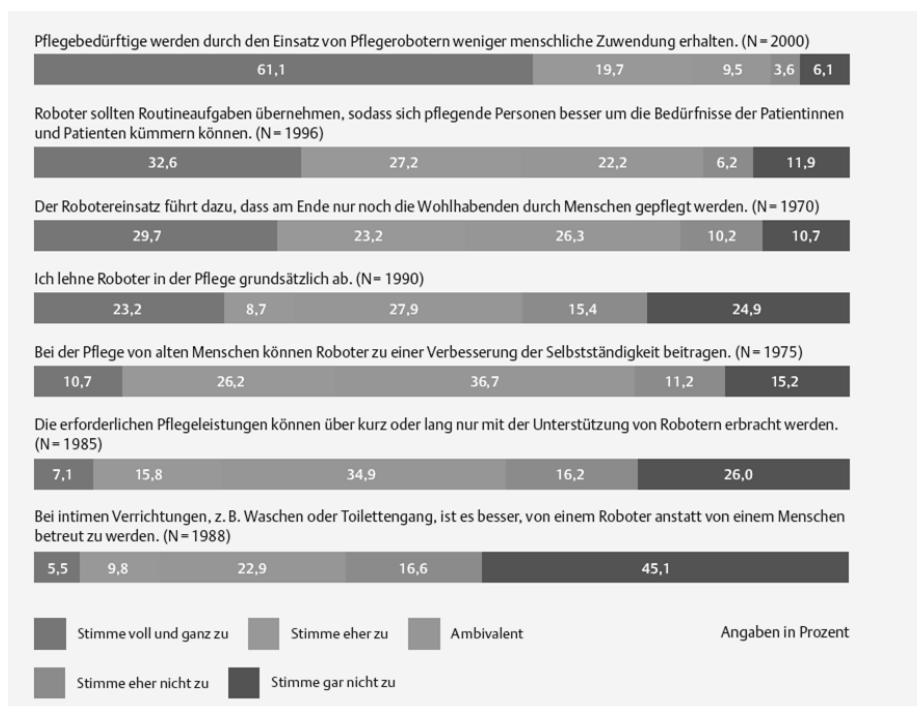 Pflegebedürftige werden durch den Einsatz von Pflegerobotern weniger menschliche Zuwendung erhalten. (N = 2000)
61,1 19,7 9,5 3,6 6,1
Roboter sollten Routineaufgaben übernehmen, sodass sich pflegende Personen besser um die Bedürfnisse der Patientinnen
und Patienten kümmern können. (N = 1996)
32,6 27,2 22,2 6,2 11,9
Der Robotereinsatz führt dazu, dass am Ende nur noch die Wohlhabenden durch Menschen gepflegt werden. (N = 1970)
29,7 23,2 26,3 10,2 10,7
Ich lehne Roboter in der Pflege grundsätzlich ab. (N = 1990)
23,2 8,7 27,9 15,4 24,9
Bei der Pflege von alten Menschen können Roboter zu einer Verbesserung der Selbstständigkeit beitragen. (N = 1975)
10,7 26,2 36,7 11,2 15,2
Die erforderlichen Pflegeleistungen können über kurz oder lang nur mit der Unterstützung von Robotern erbracht werden.
(N = 1985)
7,1 15,8 34,9 16,2 26,0
Bei intimen Verrichtungen, z. B. Waschen oder Toilettengang, ist es besser, von einem Roboter anstatt von einem Menschen
betreut zu werden. (N = 1988)
5,5 9,8 22,9 16,6 45,1
Stimme voll und ganz zu Stimme eher zu Ambivalent Angaben in Prozent
Stimme eher nicht zu Stimme gar nicht zu